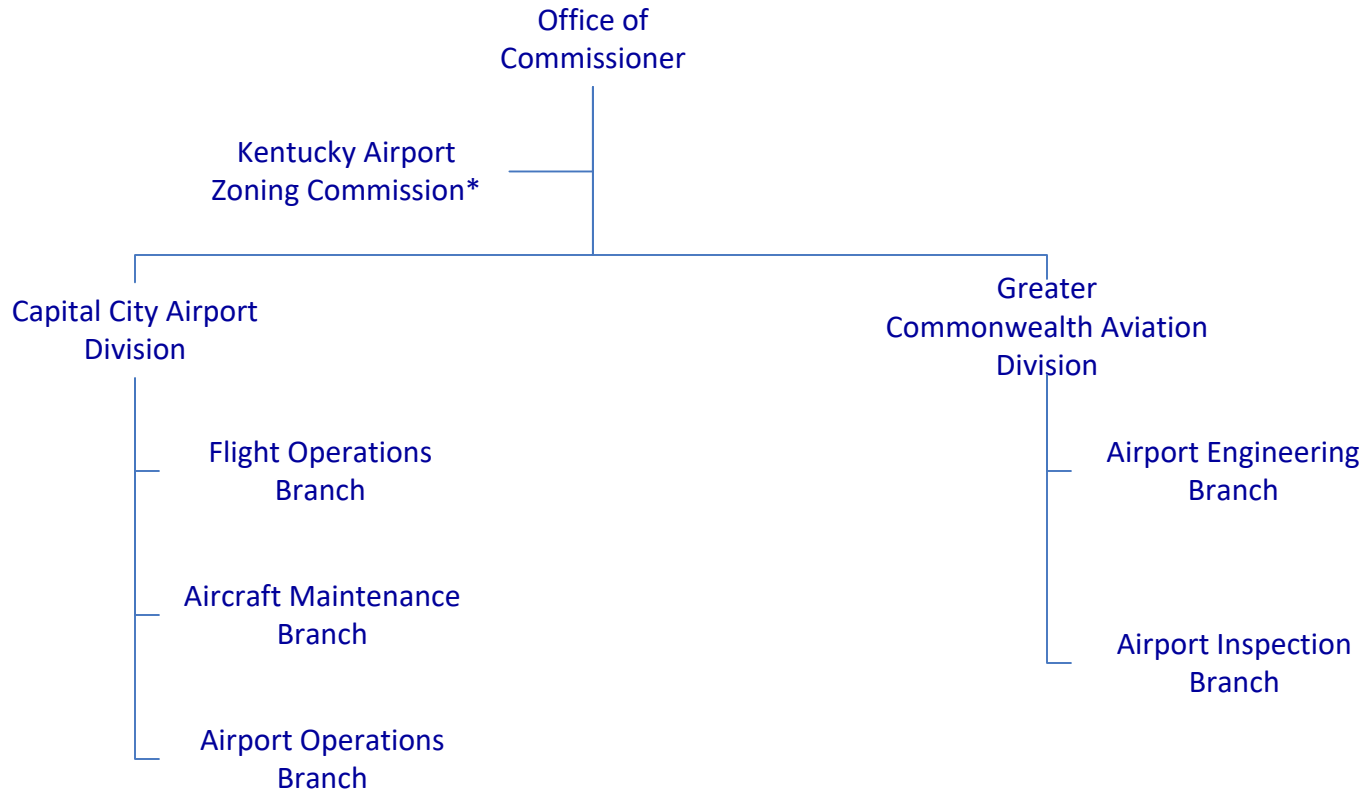 Office of
Commissioner
Kentucky Airport
Zoning Commission*
Capital City Airport
Division
Greater
Commonwealth Aviation
Division
Flight Operations
Branch
Airport Engineering
Branch
Aircraft Maintenance
Branch
Airport Inspection
Branch
Airport Operations
Branch